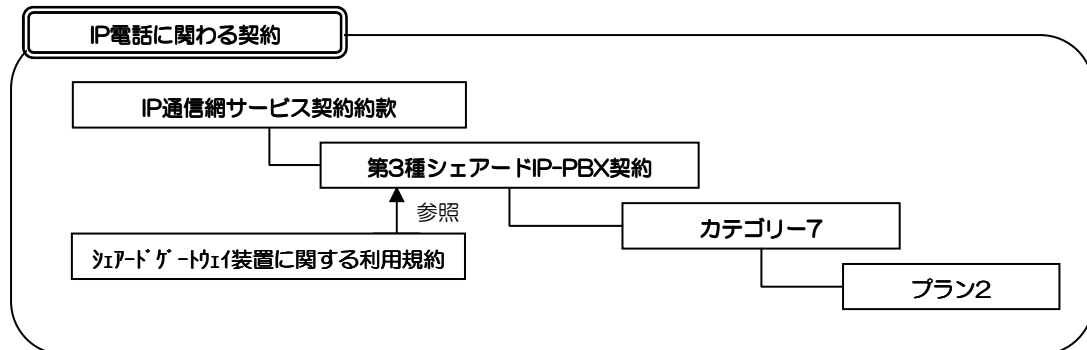 IP電話に関わる契約
IP通信網サービス契約約款
第3種シェアードIP-PBX契約
参照
カテゴリー7
ｼｪｱｰﾄﾞｹﾞｰﾄｳｪｲ装置に関する利用規約
プラン2